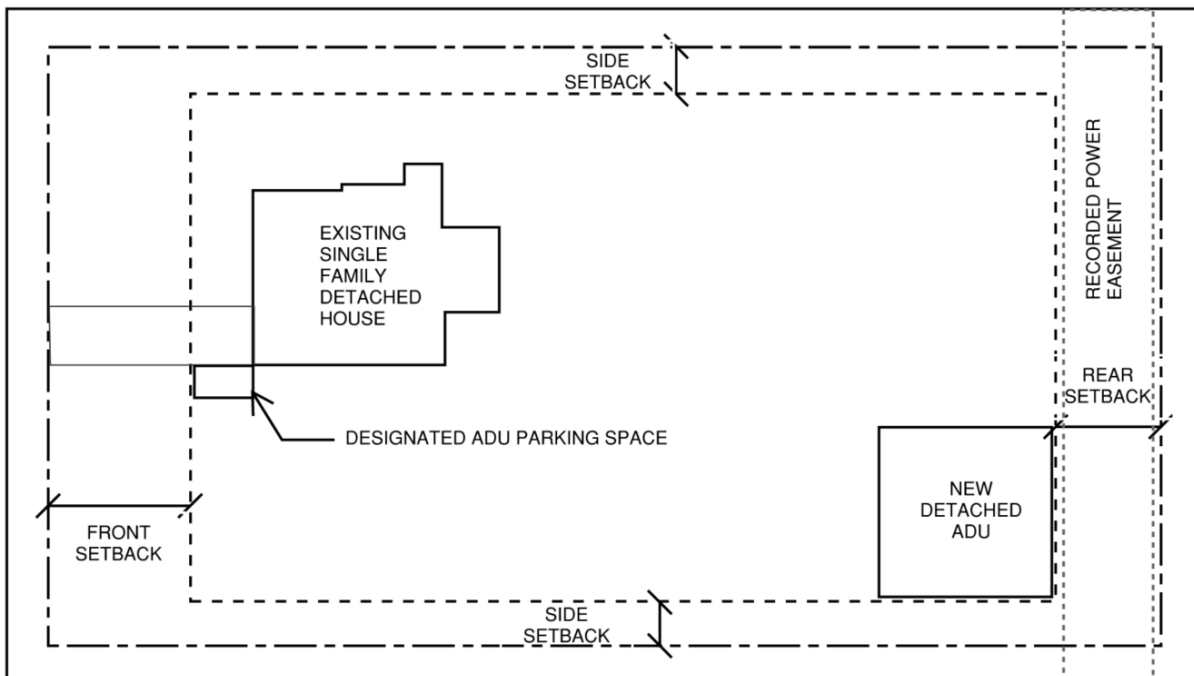 SIDE
SETBACK
EXISTING
SINGLE
FAMILY
DETACHED
HOUSE
RECORDED POWER
EASEMENT
REAR
SETBACK
DESIGNATED ADU PARKING SPACE
NEW
DETACHED
ADU
FRONT
SETBACK
SIDE
SETBACK